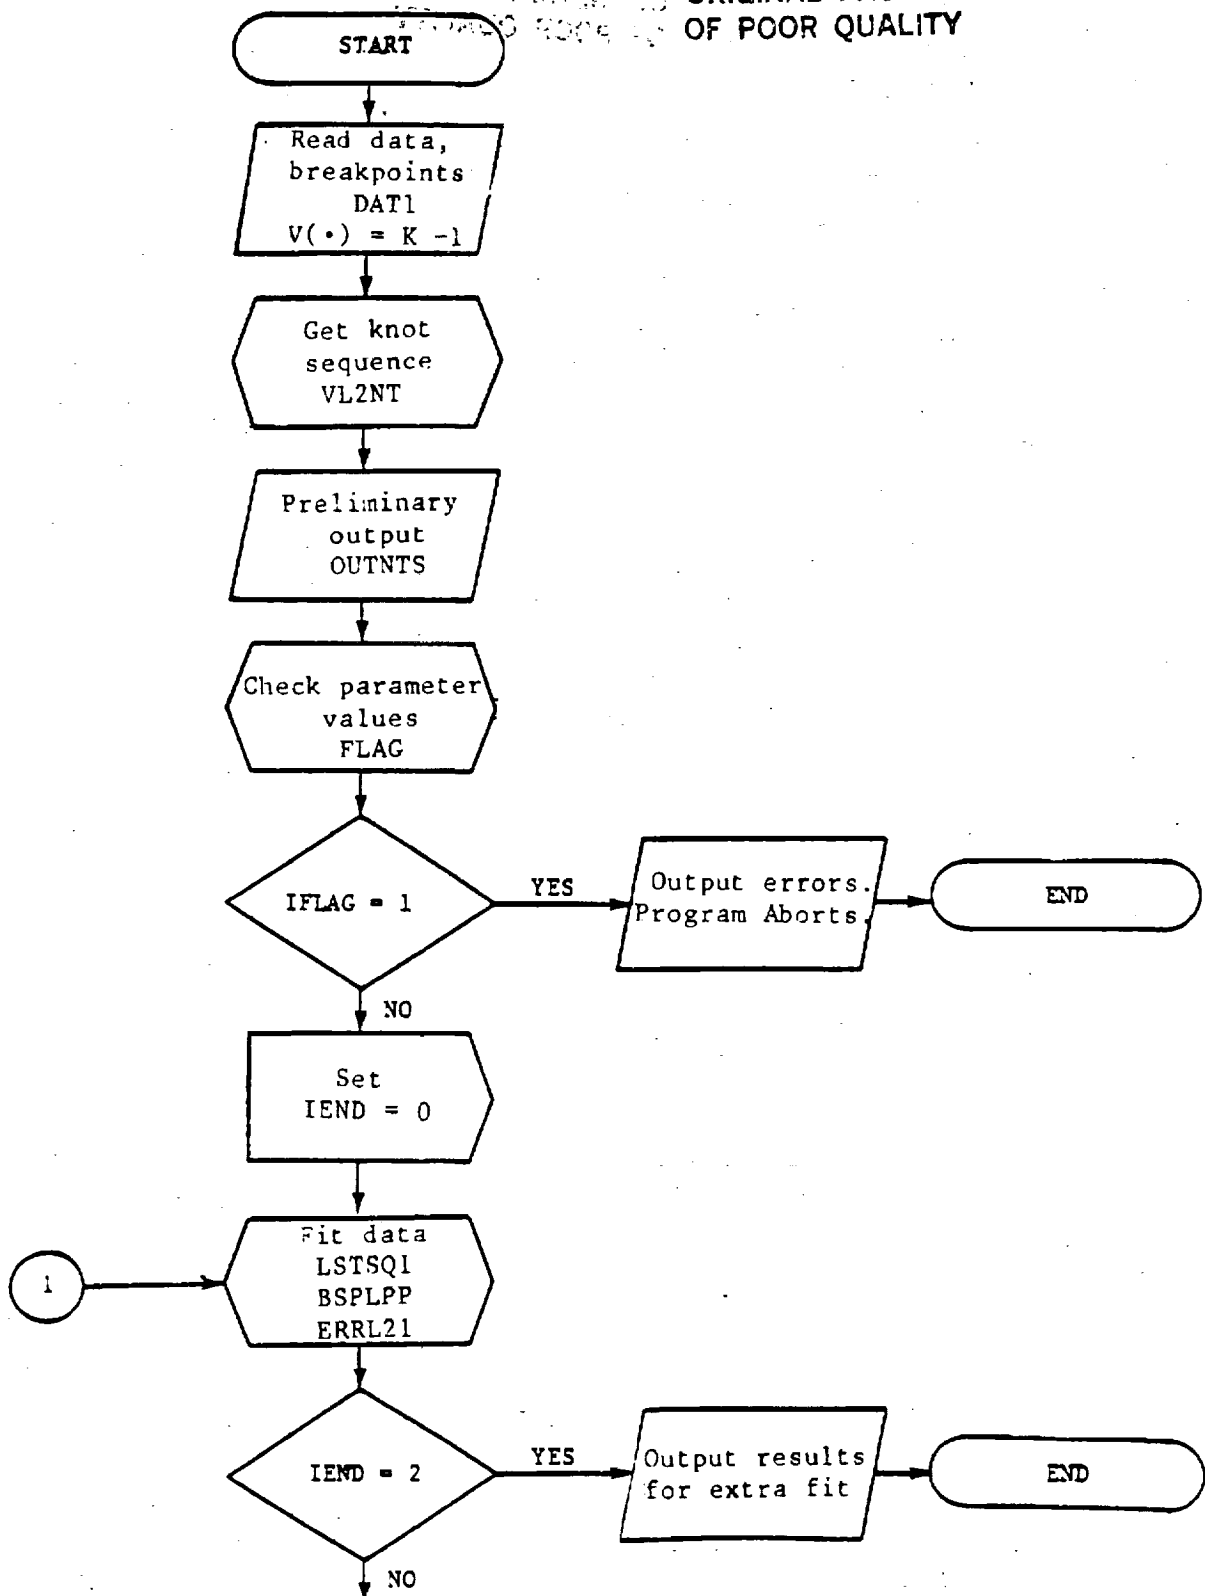 OF POOR QUALITY
START
Read data,
breakpoints
DAT1
V(•) = K -1
Get knot
sequence
VL2NT
Preliminary
output
OUTNTS
Check parameter
values
FLAG
IFLAG = 1
YES
Output errors.
Program Aborts.
END
NO
Set
IEND = 0
1
Fit data
LSTSQ1
BSPLPP
ERRL21
IEND = 2
YES
Output results
for extra fit
END
NO